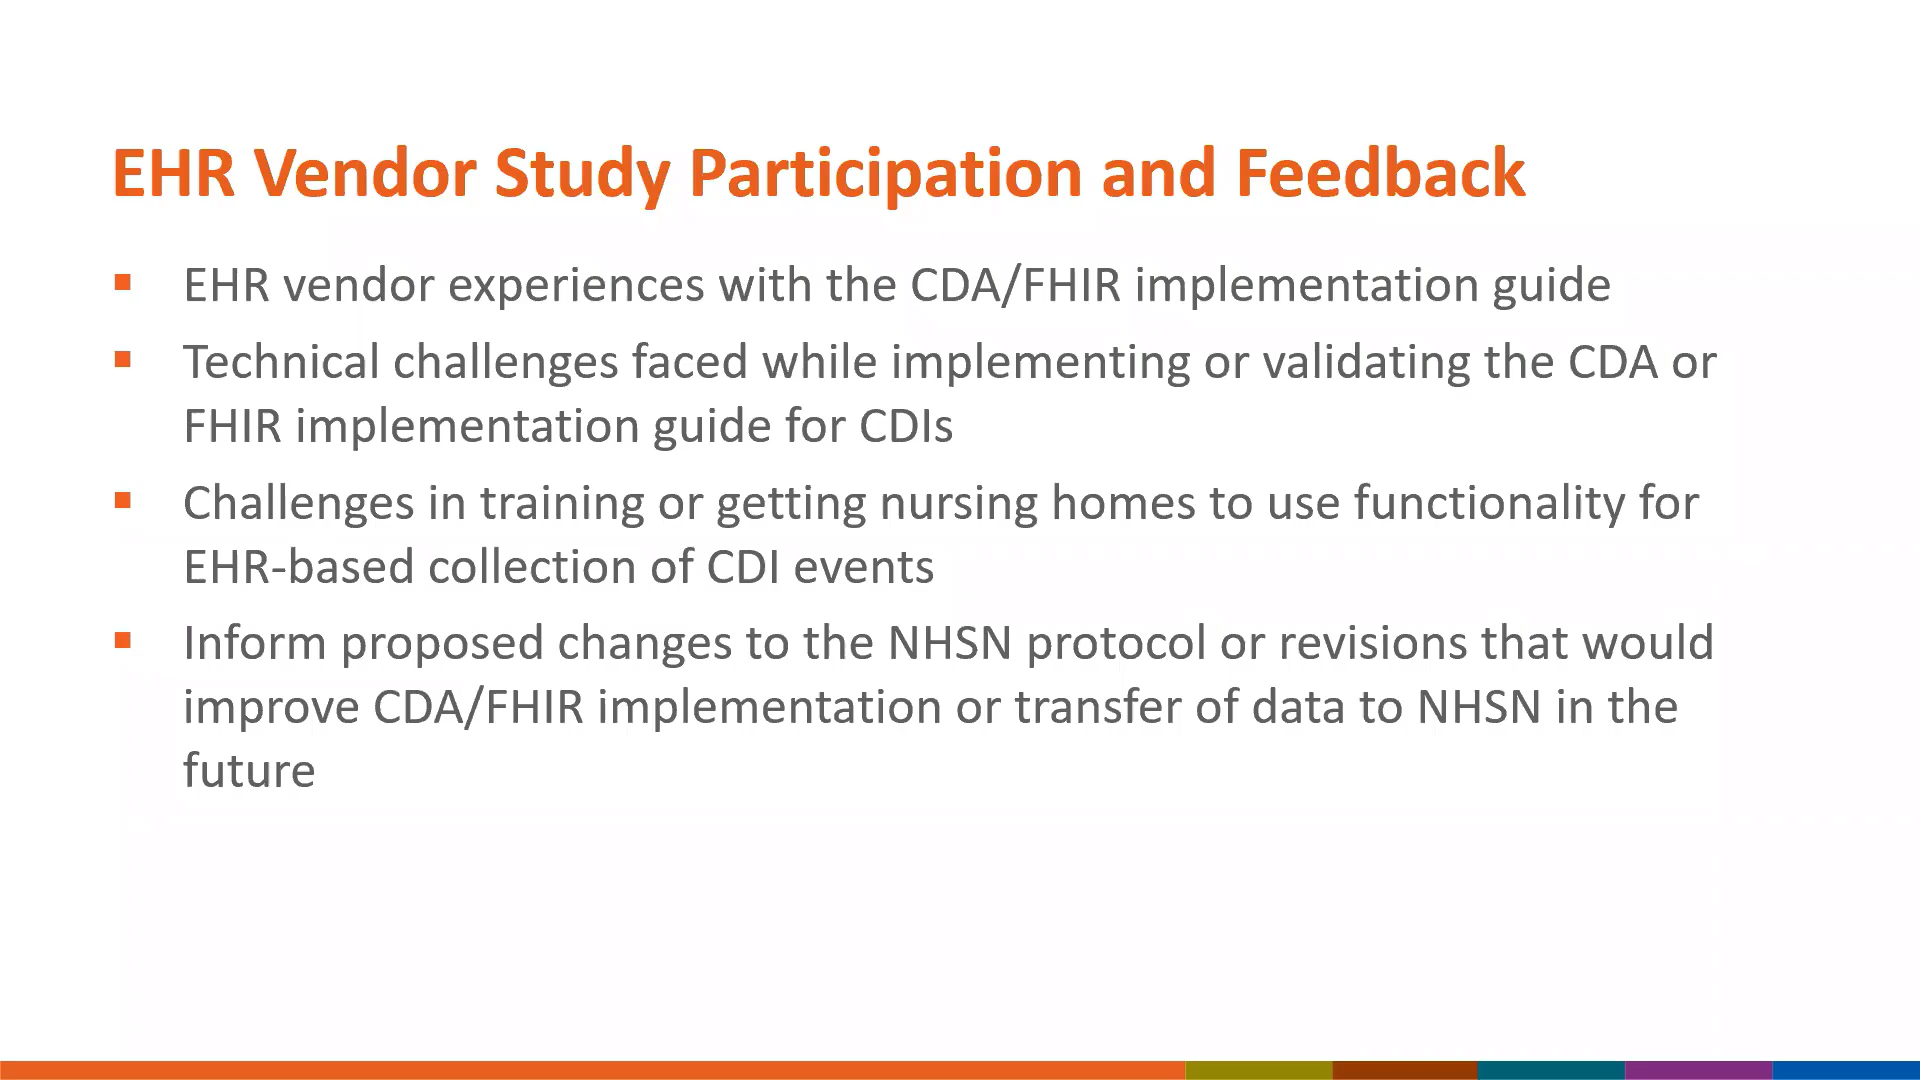 EHR Vendor Study Participation and Feedback
EHR vendor experiences with the CDA/FHIR implementation guide
Technical challenges faced while implementing or validating the CDA or
FHIR implementation guide for CDIs
Challenges in training or getting nursing homes to use functionality for
EHR-based collection of CDI events
Inform proposed changes to the NHSN protocol or revisions that would
improve CDA/FHIR implementation or transfer of data to NHSN in the
future